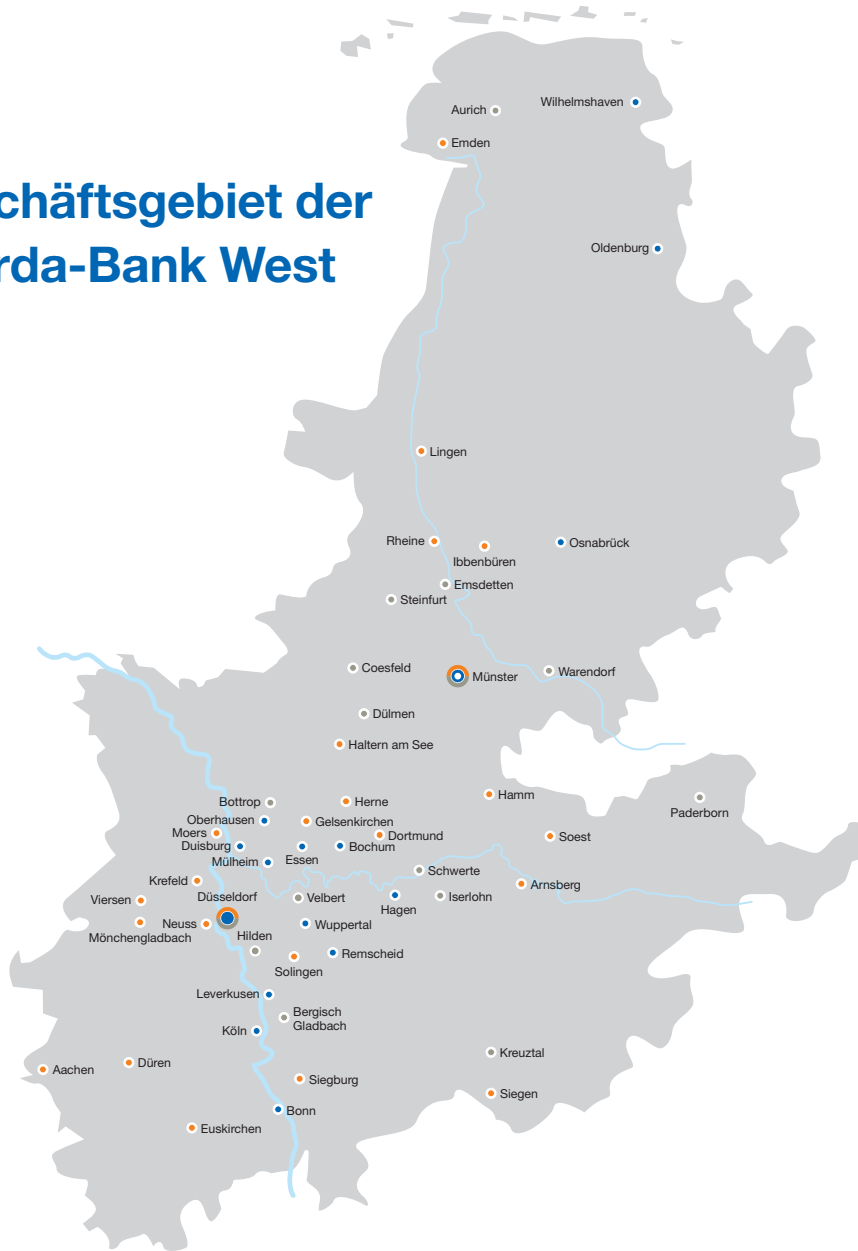 chäftsgebiet der
rda-Bank West
Aurich
Wilhelmshaven
Emden
Oldenburg
Lingen
Rheine
Ibbenbüren
Osnabrück
Emsdetten
Steinfurt
Coesfeld
Münster
Warendorf
Dülmen
Haltern am See
Bottrop
Herne
Hamm
Paderborn
Oberhausen
Gelsenkirchen
Moers
Dortmund
Soest
Duisburg
Essen
Bochum
Mülheim
Schwerte
Krefeld
Arnsberg
Viersen
Düsseldorf
Velbert
Hagen
Iserlohn
Neuss
Wuppertal
Mönchengladbach
Hilden
Remscheid
Solingen
Leverkusen
Bergisch
Gladbach
Köln
Kreuztal
Aachen
Düren
Siegburg
Siegen
Bonn
Euskirchen